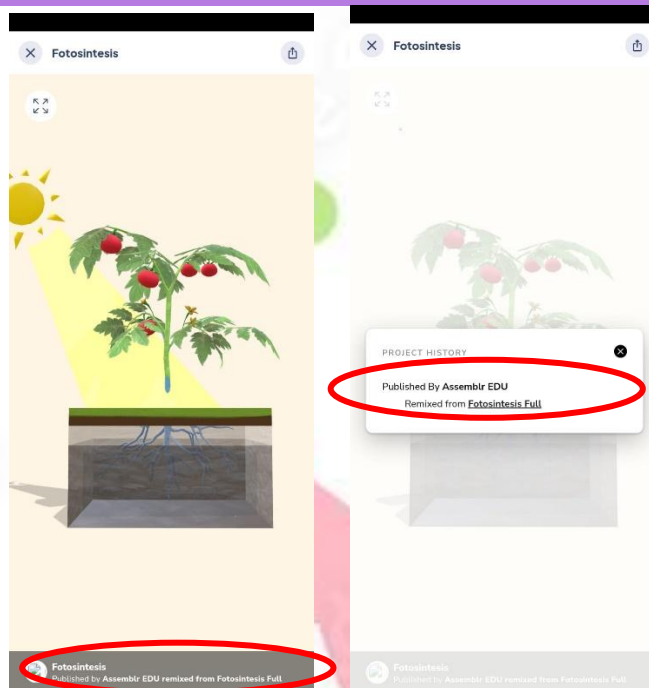 Fotosintesis
Fotosintesis
Published by Assemblr EDU remixed from Fotosintesis Full
Fotosintesis
PROJECT HISTORY
Published By Assemblr EDU
Remixed from Fotosintesis Full
Fotosintesis
Published by Assemblr EDU remixed from Fotosintesis Full